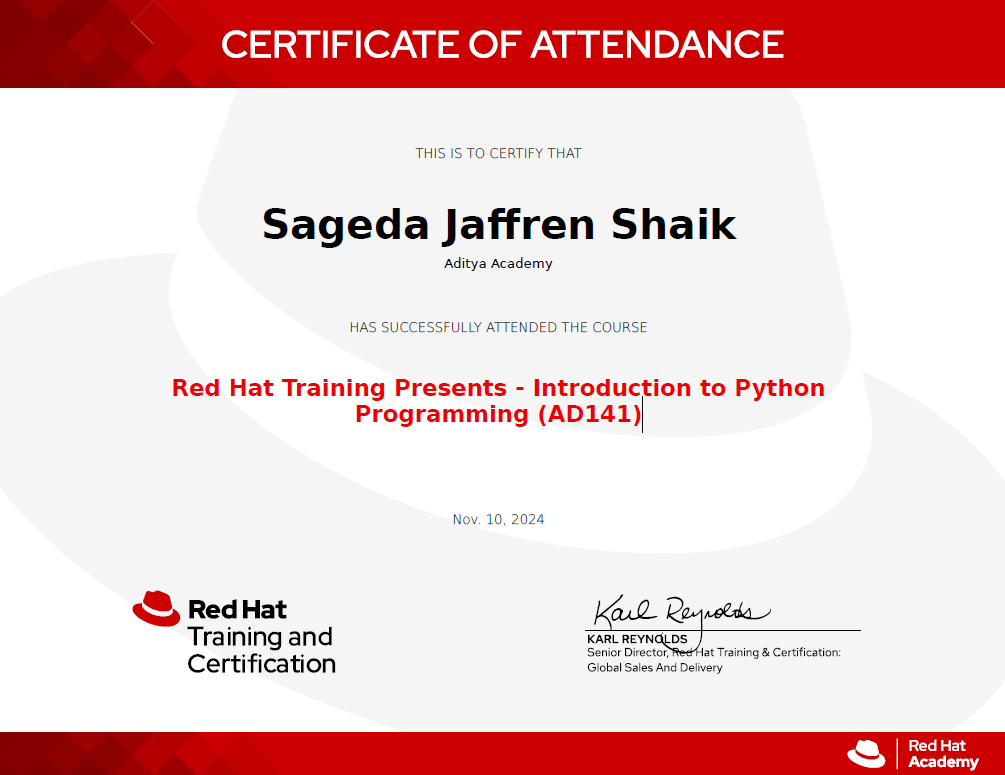 CERTIFICATE OF ATTENDANCE
THIS IS TO CERTIFY THAT
Sageda Jaffren Shaik
Aditya Academy
HAS SUCCESSFULLY ATTENDED THE COURSE
Red Hat Training Presents - Introduction to Python
Programming (AD141)
Nov. 10, 2024
Red Hat
Training and
Certification
Karl Reynolds
KARL REYNOLDS
Senior Director, Red Hat Training & Certification:
Global Sales And Delivery
Red Hat
Academy